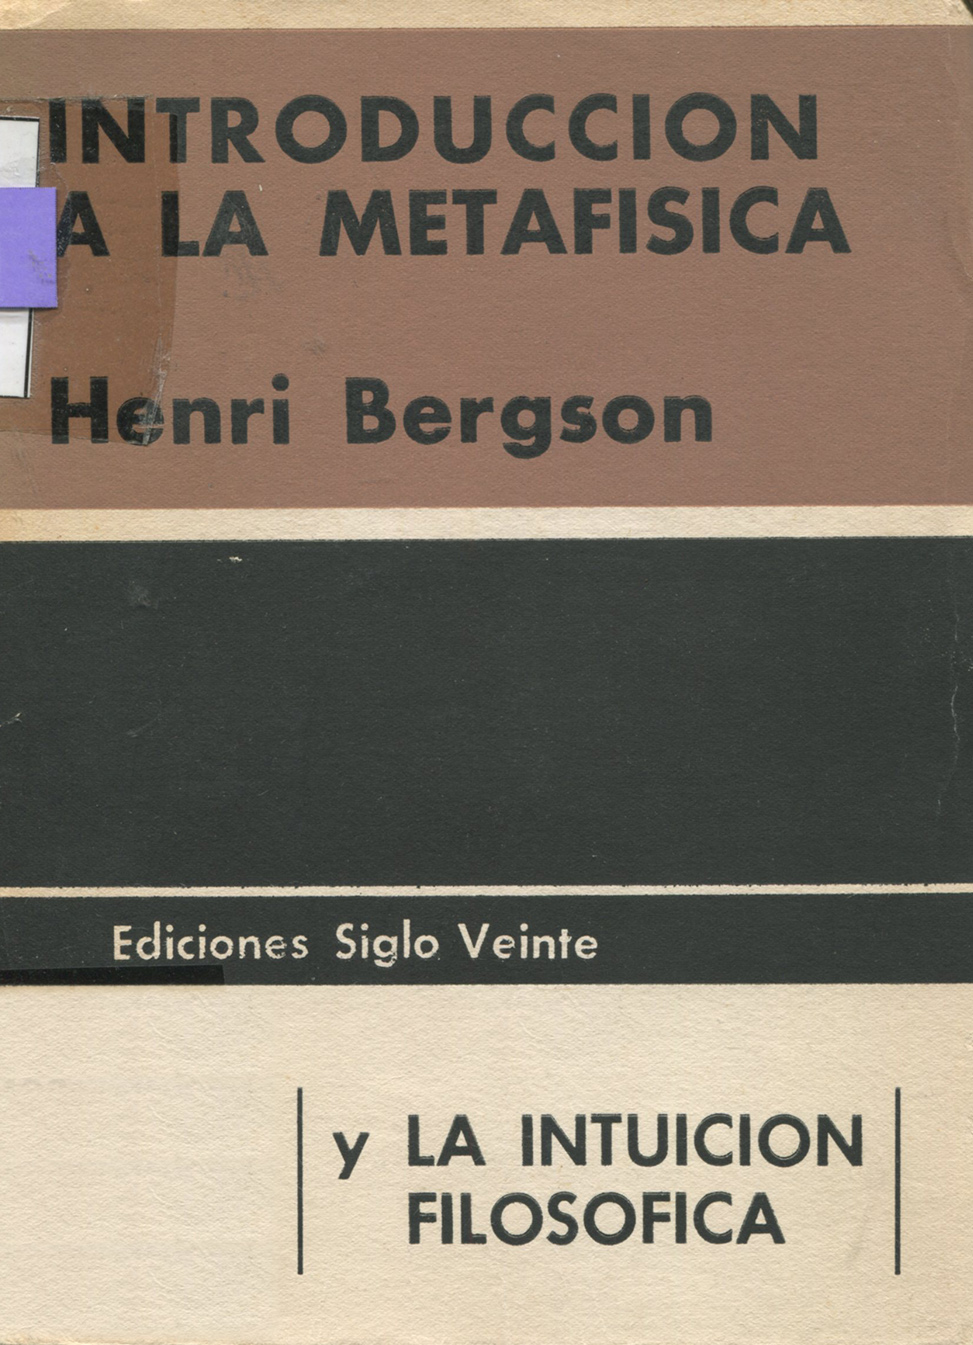 INTRODUCCION
A LA METAFISICA
Henri Bergson
Ediciones Siglo Veinte
y LA INTUICION
FILOSOFICA